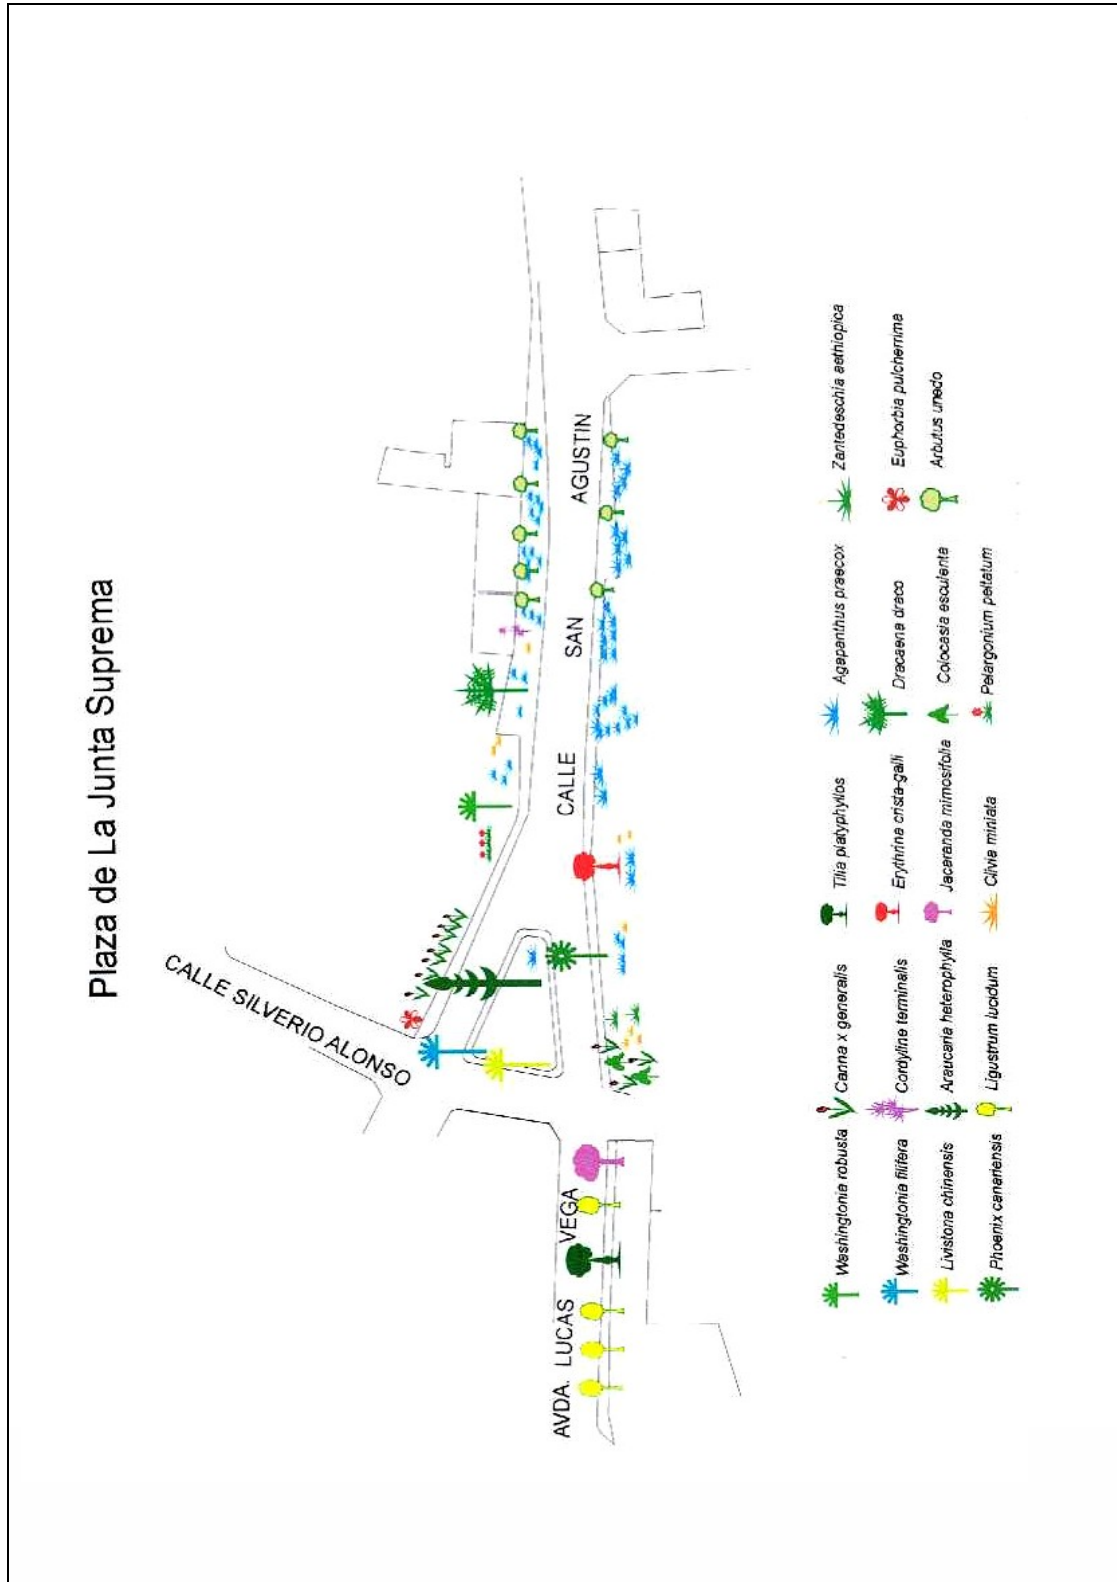 Plaza de La Junta Suprema
CALLE SILVERIO ALONSO
AVDA. LUCAS VEGA
CALLE SAN AGUSTIN
Washingtonia robusta
Washingtonia filifera
Livistona chinensis
Phoenix canariensis
Canna x generalis
Cordyline terminalis
Araucaria heterophylla
Ligustrum lucidum
Tilia platyphyllos
Erythrina crista-galli
Jacaranda mimosifolia
Clivia miniata
Agapanthus praecox
Dracaena draco
Colocasia esculenta
Pelargonium peltatum
Zantedeschia aethiopica
Euphorbia pulcherrima
Arbutus unedo